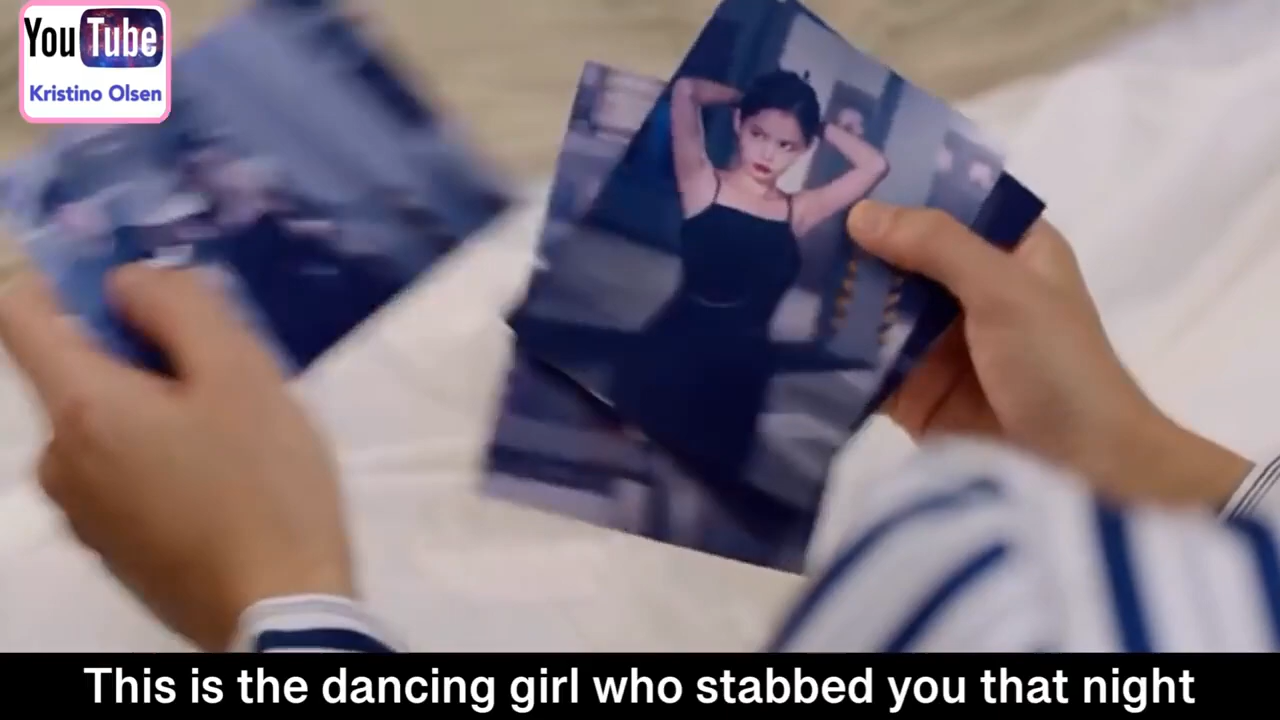 YouTube
Kristino Olsen
This is the dancing girl who stabbed you that night